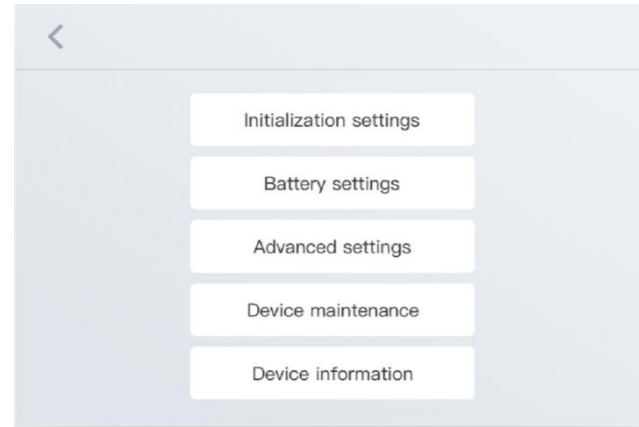 Initialization settings
Battery settings
Advanced settings
Device maintenance
Device information